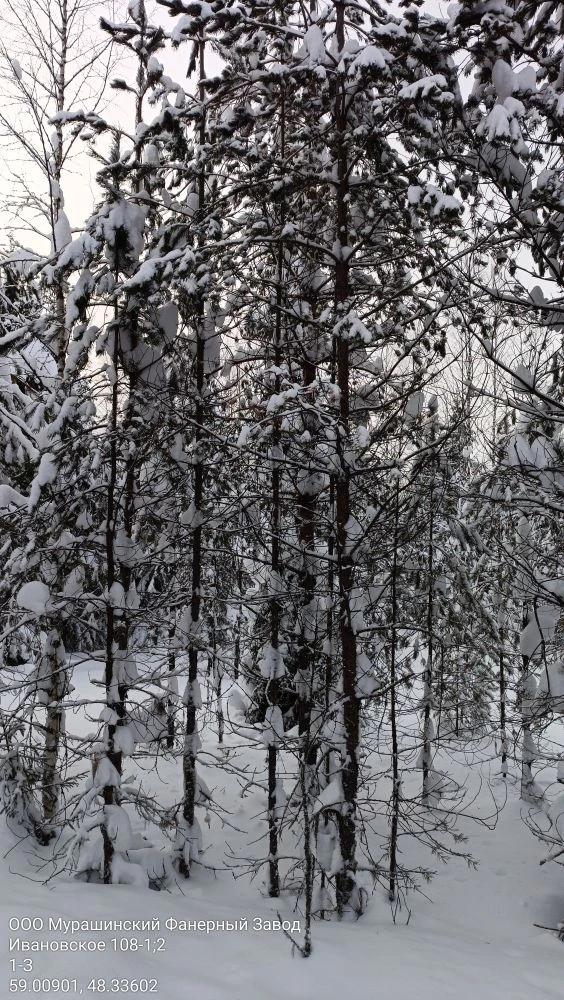 ООО Мурашинский Фанерный Завод
Ивановское 108-1;2
1-3
59.00901, 48.33602